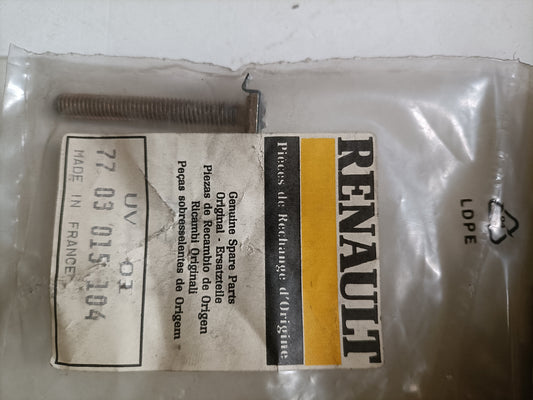 RENAULT
Pièces de Rechange d'Origine
Genuine Spare Parts
Original - Ersatzteile
Piezas de Recambio de Origen
Ricambi Originali
Peças sobresselentes de Origem
UV 01
77 03 015 104
MADE IN FRANCE
LDPE